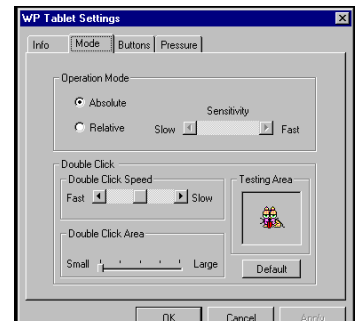 WP Tablet Settings
Info Mode Buttons Pressure
Operation Mode
Absolute
Sensitivity
Relative Slow Fast
Double Click
Double Click Speed
Testing Area
Fast Slow
Double Click Area
Small Large
Default
OK Cancel Apply